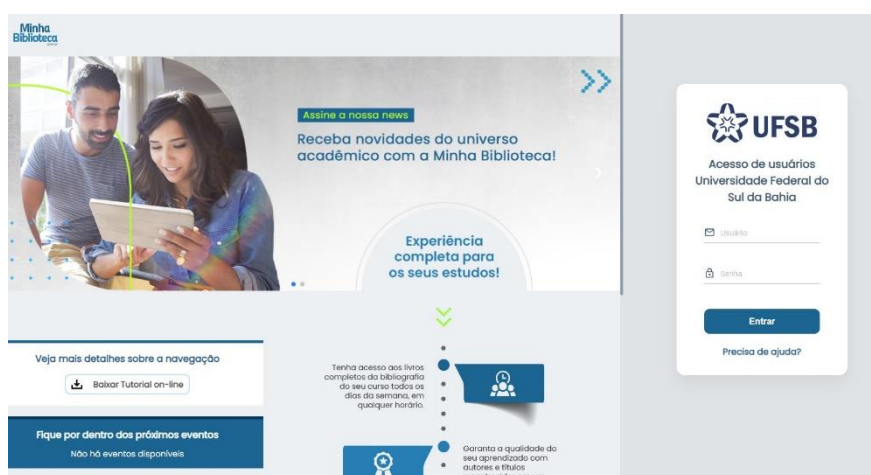 Minha
Biblioteca
Assine a nossa news
Receba novidades do universo
acadêmico com a Minha Biblioteca!
Experiência
completa para
os seus estudos!
Veja mais detalhes sobre a navegação
Baixar Tutorial on-line
Fique por dentro dos próximos eventos
Não há eventos disponíveis
Tenha acesso aos livros
completos da bibliografia
do seu curso todos os
dias da semana, em
qualquer horário.
Garanta a qualidade do
seu aprendizado com
autores e títulos
UFSB
Acesso de usuários
Universidade Federal do
Sul da Bahia
Usuário
Senha
Entrar
Precisa de ajuda?